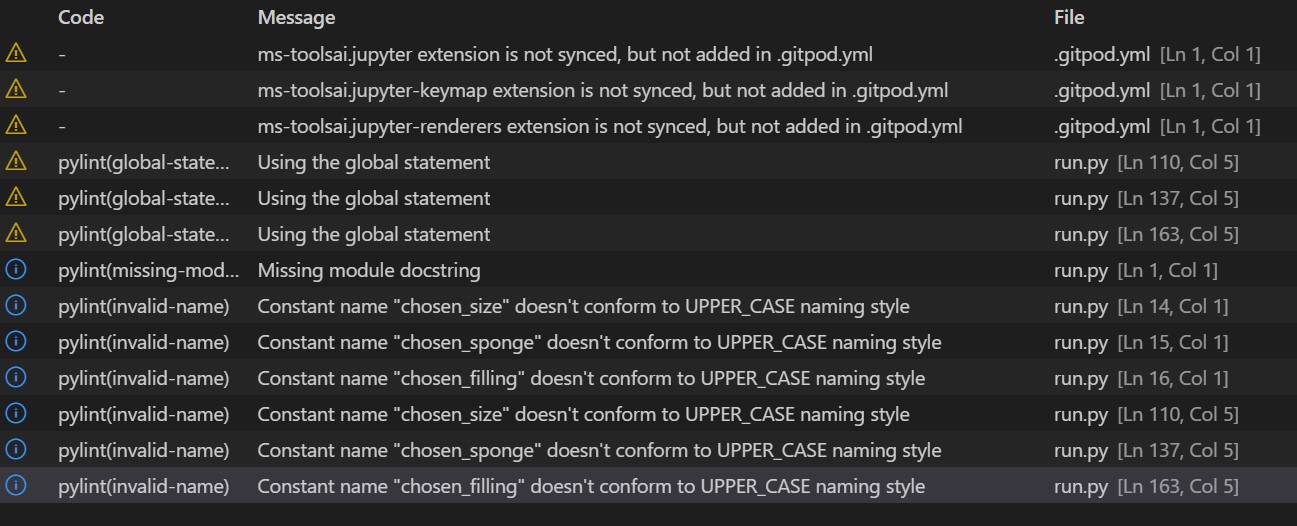 Code Message File
- ms-toolsai.jupyter extension is not synced, but not added in .gitpod.yml .gitpod.yml [Ln 1, Col 1]
- ms-toolsai.jupyter-keymap extension is not synced, but not added in .gitpod.yml .gitpod.yml [Ln 1, Col 1]
- ms-toolsai.jupyter-renderers extension is not synced, but not added in .gitpod.yml .gitpod.yml [Ln 1, Col 1]
pylint(global-state... Using the global statement run.py [Ln 110, Col 5]
pylint(global-state... Using the global statement run.py [Ln 137, Col 5]
pylint(global-state... Using the global statement run.py [Ln 163, Col 5]
pylint(missing-mod... Missing module docstring run.py [Ln 1, Col 1]
pylint(invalid-name) Constant name "chosen_size" doesn't conform to UPPER_CASE naming style run.py [Ln 14, Col 1]
pylint(invalid-name) Constant name "chosen_sponge" doesn't conform to UPPER_CASE naming style run.py [Ln 15, Col 1]
pylint(invalid-name) Constant name "chosen_filling" doesn't conform to UPPER_CASE naming style run.py [Ln 16, Col 1]
pylint(invalid-name) Constant name "chosen_size" doesn't conform to UPPER_CASE naming style run.py [Ln 110, Col 5]
pylint(invalid-name) Constant name "chosen_sponge" doesn't conform to UPPER_CASE naming style run.py [Ln 137, Col 5]
pylint(invalid-name) Constant name "chosen_filling" doesn't conform to UPPER_CASE naming style run.py [Ln 163, Col 5]